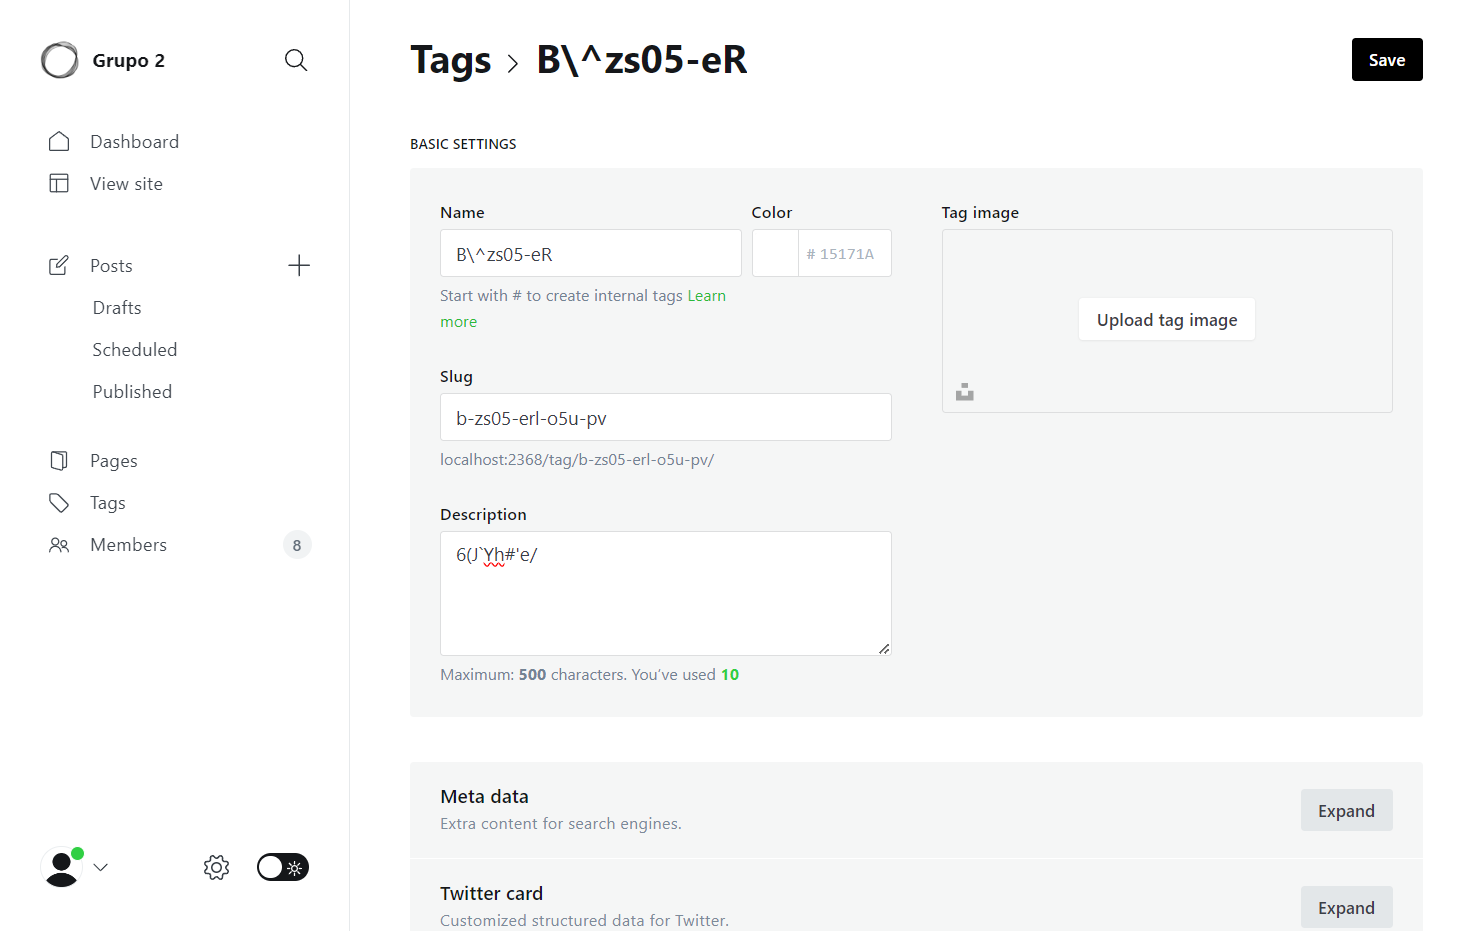 Grupo 2
Dashboard
View site
Posts
Drafts
Scheduled
Published
Pages
Tags
Members
8
Tags > B\^zs05-eR
Save
BASIC SETTINGS
Name
B\^zs05-eR
Start with # to create internal tags Learn
more
Color
# 15171A
Slug
b-zs05-erl-o5u-pv
localhost:2368/tag/b-zs05-erl-o5u-pv/
Description
6(J`Yh#'e/
Maximum: 500 characters. You've used 10
Tag image
Upload tag image
Meta data
Extra content for search engines.
Expand
Twitter card
Customized structured data for Twitter.
Expand